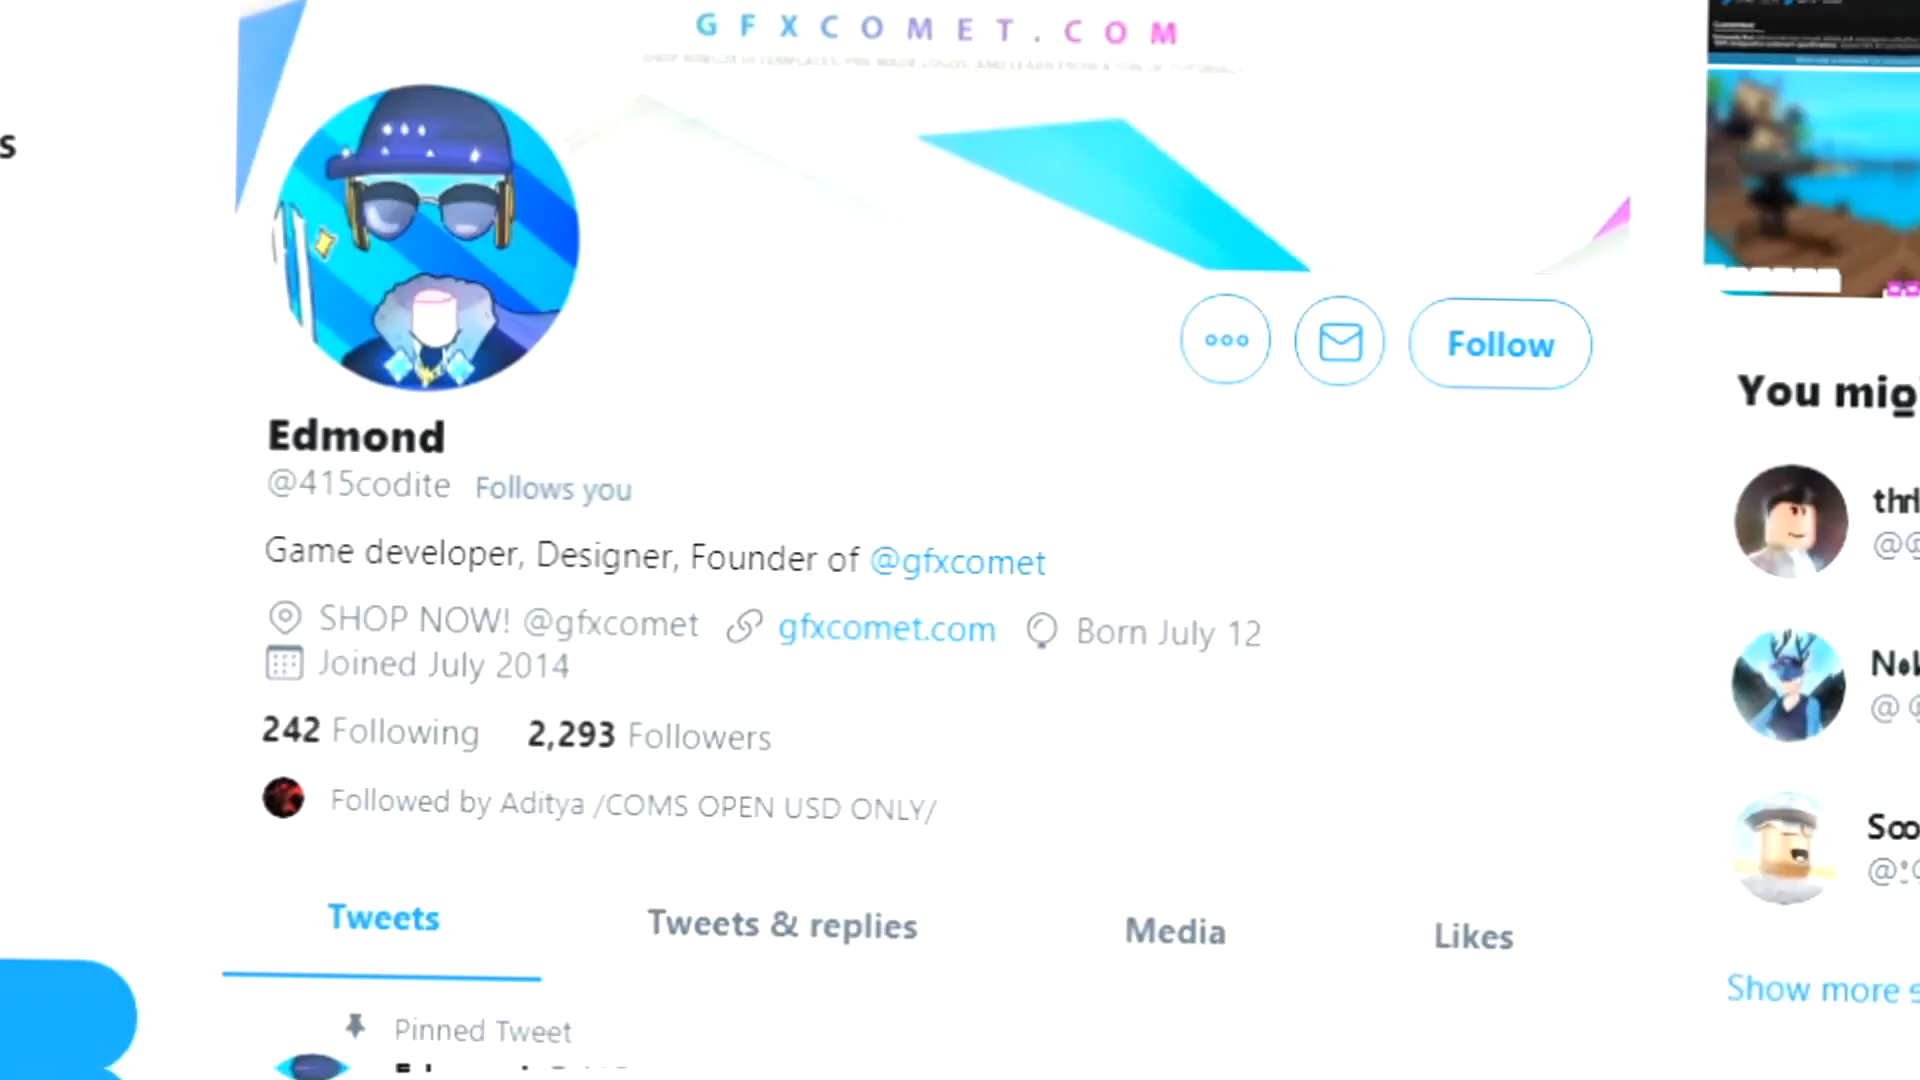 GFXCOMET.COM
s
Edmond
@415codite Follows you
Game developer, Designer, Founder of @gfxcomet
SHOP NOW! @gfxcomet gfxcomet.com Born July 12
Joined July 2014
242 Following 2,293 Followers
Followed by Aditya /COMS OPEN USD ONLY/
Tweets Tweets & replies Media Likes
Pinned Tweet
You mig
Show more s